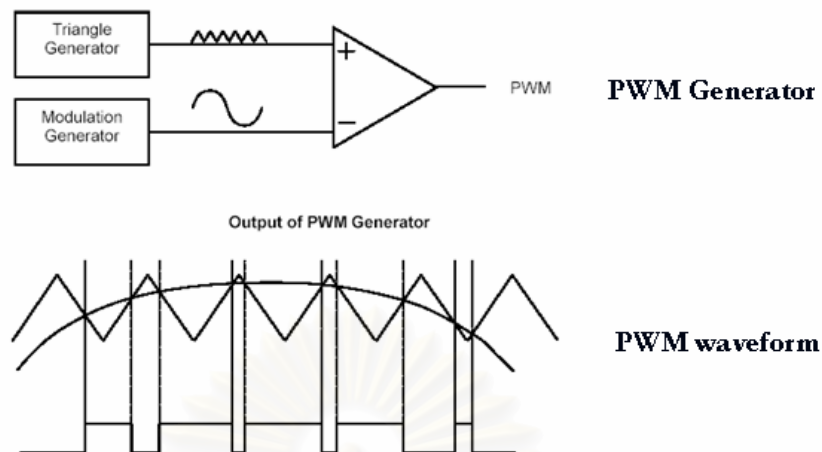 Triangle
Generator
+
PWM
PWM Generator
Modulation
Generator
−
Output of PWM Generator
PWM waveform